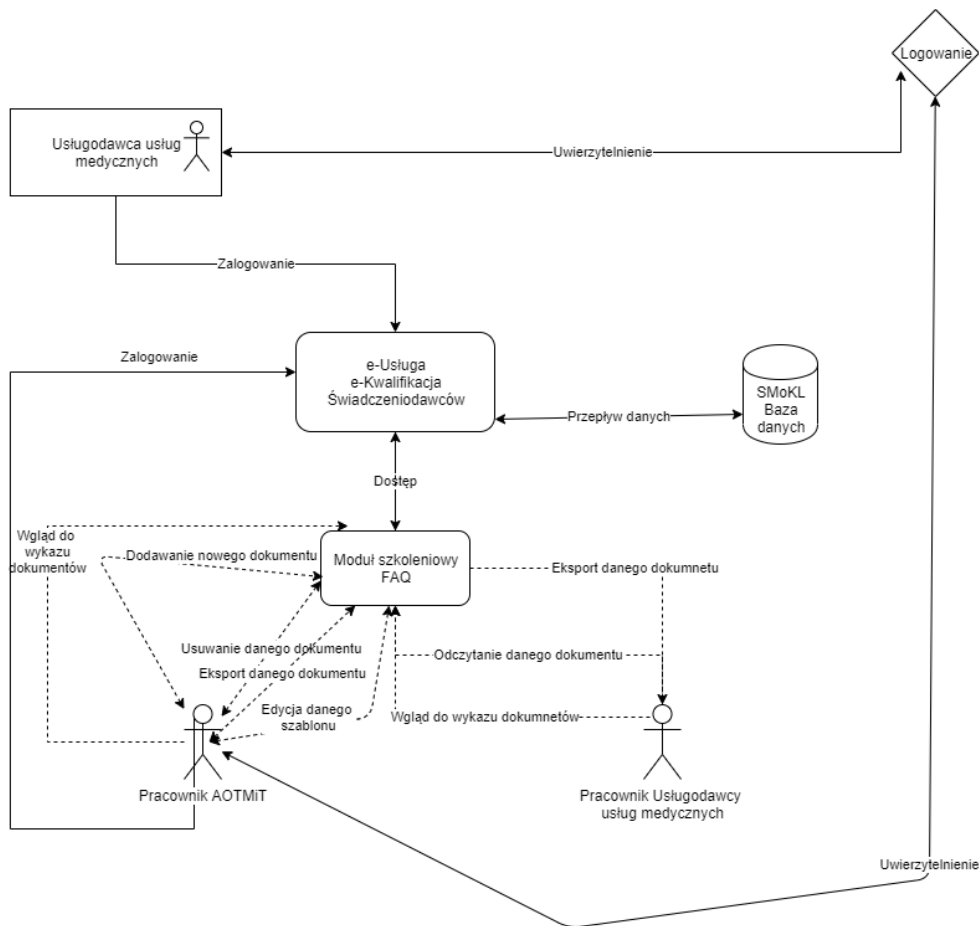 Logowanie
Usługodawca usług
medycznych
Uwierzytelnienie
Zalogowanie
Zalogowanie
e-Usługa
e-Kwalifikacja
Świadczeniodawców
SMoKL
Baza
danych
Przepływ danych
Dostęp
Wgląd do
wykazu
dokumentów
Dodawanie nowego dokumentu
Moduł szkoleniowy
FAQ
Eksport danego dokumnetu
Usuwanie danego dokumentu
Odczytanie danego dokumentu
Eksport danego dokumentu
Edycja danego
szablonu
Wgląd do wykazu dokumnetów
Pracownik AOTMiT
Pracownik Usługodawcy
usług medycznych
Uwierzytelnienie